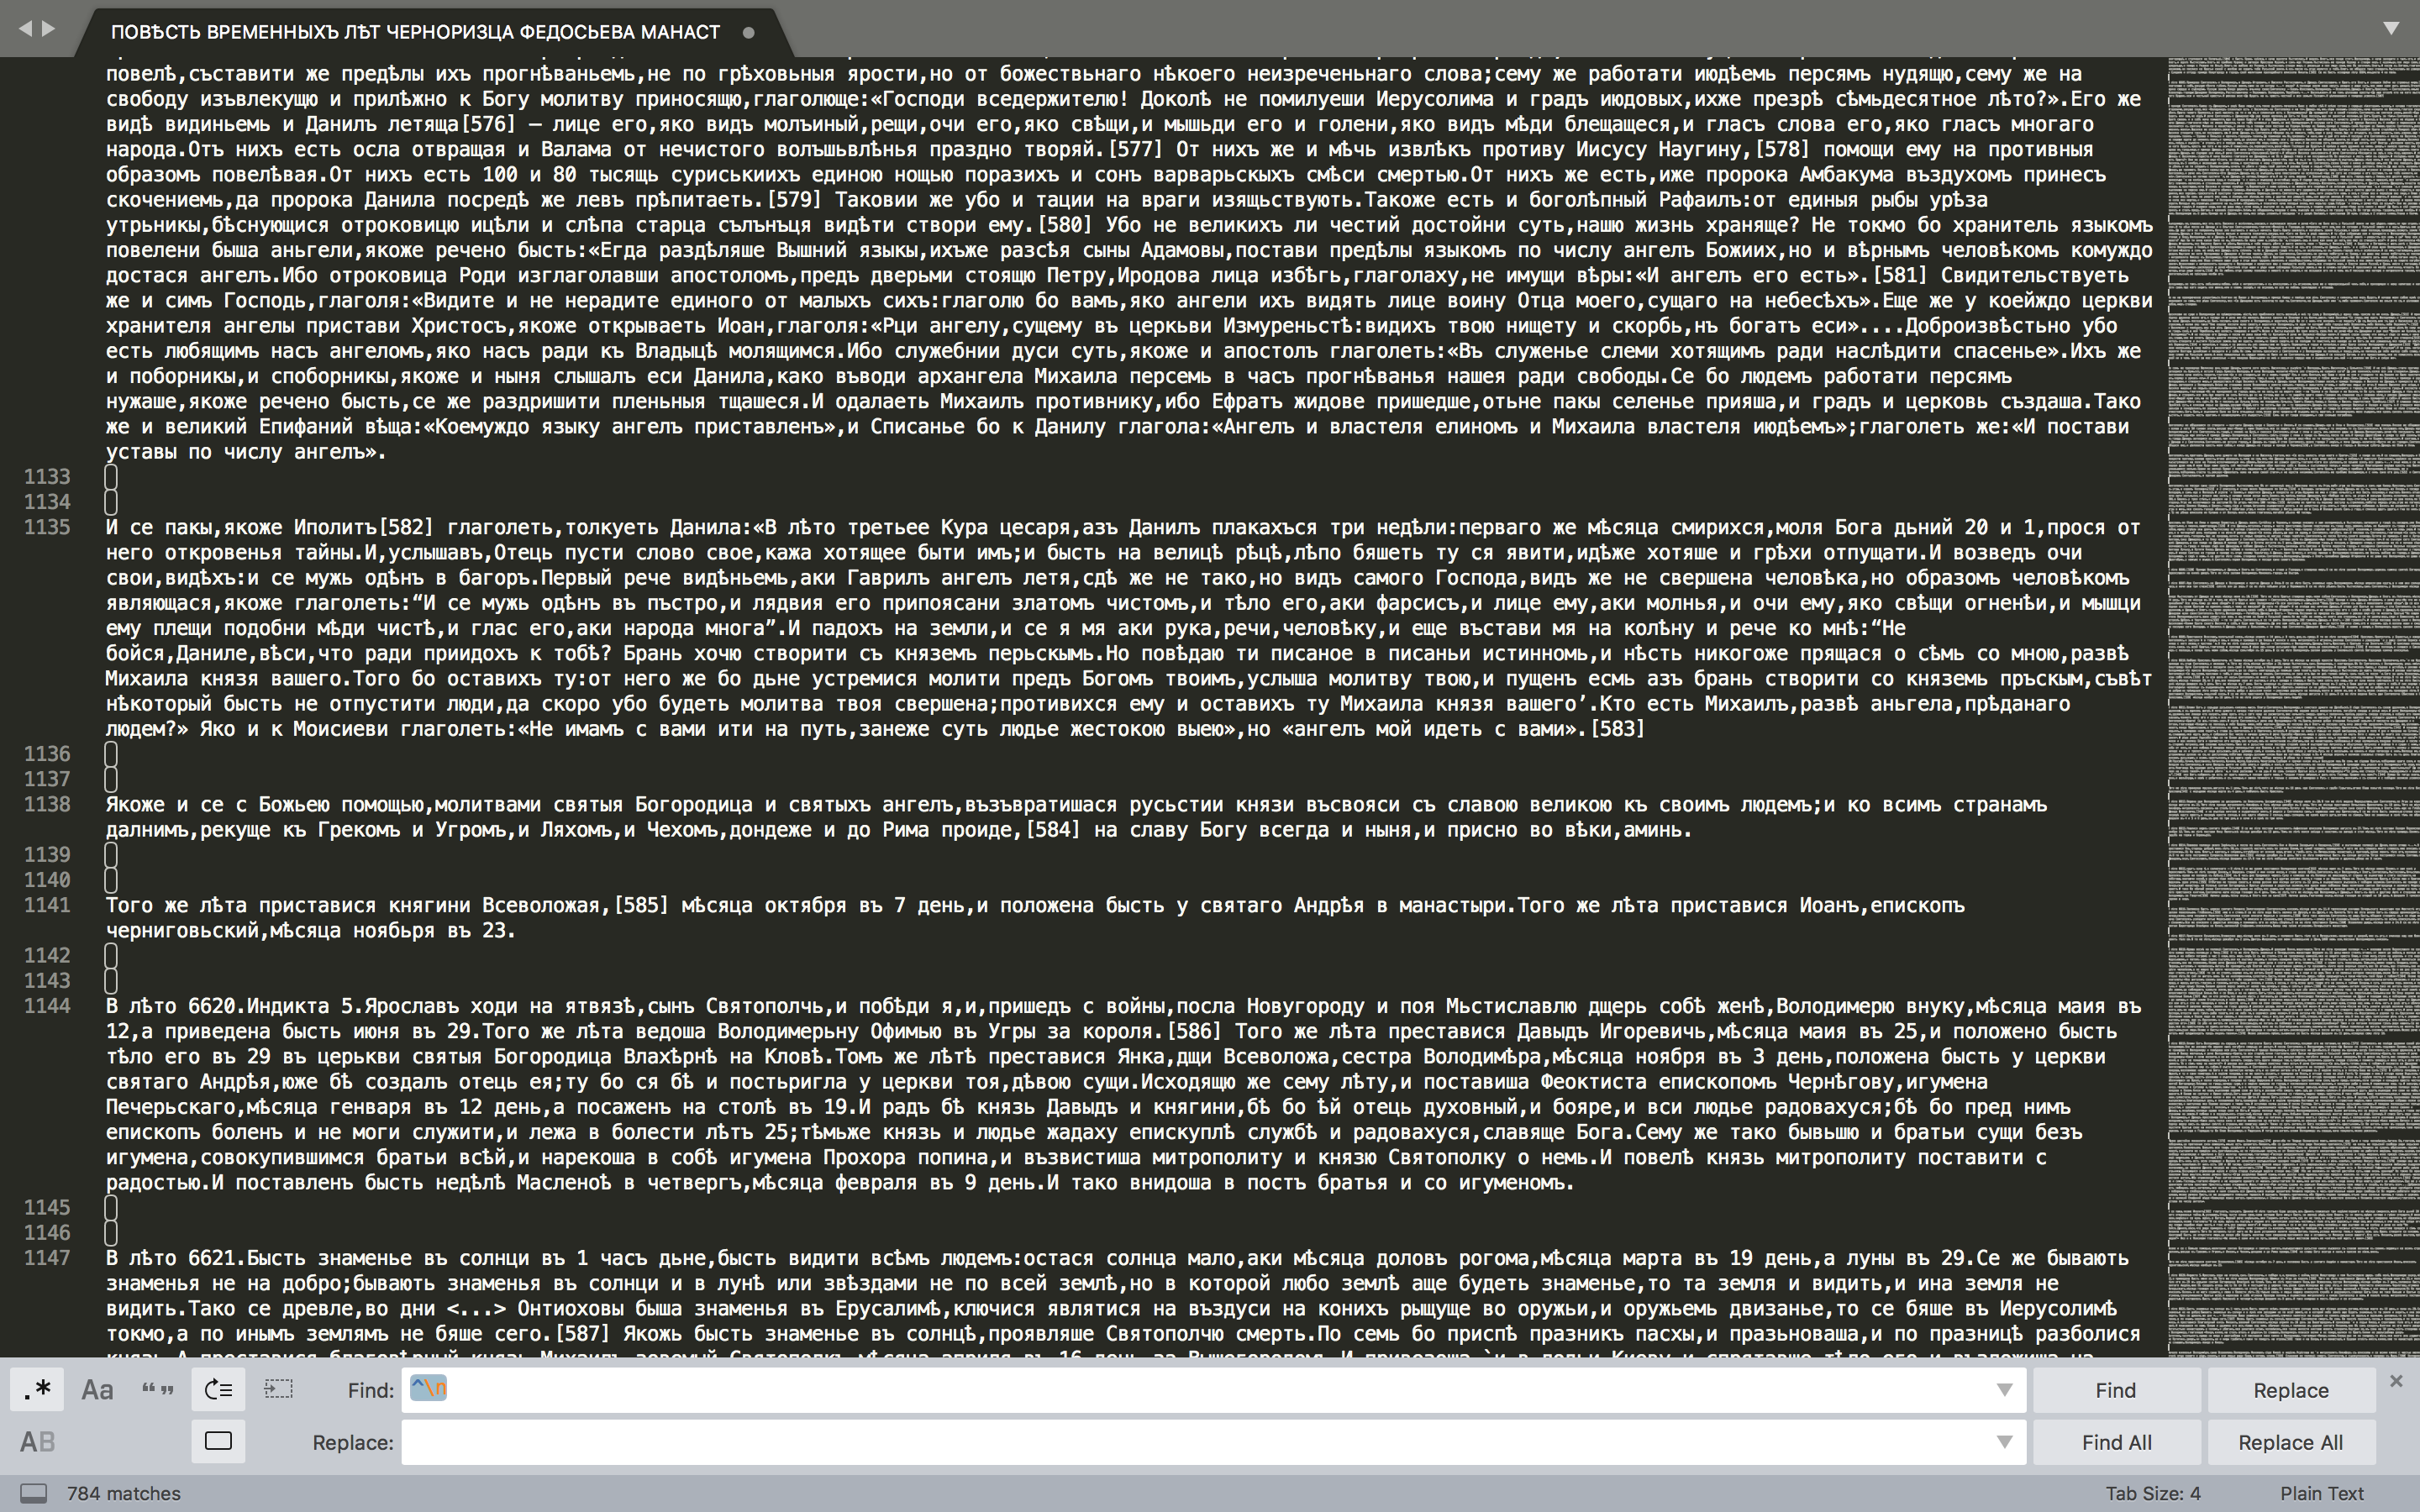 ПОВѢСТЬ ВРЕМЕННЫХЪ ЛѢТ ЧЕРНОРИЗЦА ФЕДОСЬЕВА МАНАСТ
повелѣ,съставити же предѣлы ихъ прогнѣваньемь,не по грѣховьныя ярости,но от божествьнаго нѣкоего неизреченьнаго слова;сему же работати июдѣемь персямъ нудящю,сему же на
свободу изъвлекущю и прилѣжно к Богу молитву приносящю,глаголюще:«Господи вседержителю! Доколѣ не помилуеши Иерусолима и градъ июдовых,ихже презрѣ сѣмьдесятное лѣто?».Его же
видѣ видиньемь и Данилъ летяща[576] — лице его,яко видъ молъиный,рещи,очи его,яко свѣщи,и мышьди его и голени,яко видъ мѣди блещащеся,и гласъ слова его,яко гласъ многаго
народа.Отъ нихъ есть осла отвращая и Валама от нечистого волъшьвлѣнья праздно творяй.[577] От нихъ же и мѣчь извлѣкъ противу Иисусу Наугину,[578] помощи ему на противныя
образомъ повелѣвая.От нихъ есть 100 и 80 тысящь суриськиихъ единою нощью поразихъ и сонъ варварьскыхъ смѣси смертью.От нихъ же есть,иже пророка Амбакума въздухомъ принесъ
скочениемь,да пророка Данила посредѣ же левъ прѣпитаеть.[579] Таковии же убо и тации на враги изящьствують.Такоже есть и боголѣпный Рафаилъ:от единыя рыбы урѣза
утрьникы,бѣснующися отроковицю ицѣли и слѣпа старца сълъньця видѣти створи ему.[580] Убо не великихъ ли честий достойни суть,нашю жизнь храняще? Не токмо бо хранитель языкомъ
повелени быша аньгели,якоже речено бысть:«Егда раздѣляше Вышний языкы,ихъже разсѣя сыны Адамовы,постави предѣлы языкомъ по числу ангелъ Божиих,но и вѣрнымъ человѣкомъ комуждо
достася ангелъ.Ибо отроковица Роди изглаголавши апостоломъ,предъ дверьми стоящю Петру,Иродова лица избѣгь,глаголаху,не имущи вѣры:«И ангелъ его есть».[581] Свидительствуеть
же и симъ Господь,глаголя:«Видите и не нерадите единого от малыхъ сихъ:глаголю бо вамъ,яко ангели ихъ видять лице воину Отца моего,сущаго на небесѣхъ».Еще же у коейждо церкви
хранителя ангелы пристави Христосъ,якоже открываеть Иоан,глаголя:«Рци ангелу,сущему въ церкьви Измуреньстѣ:видихъ твою нищету и скорбь,нъ богатъ еси»....Доброизвѣстьно убо
есть любящимъ насъ ангеломъ,яко насъ ради къ Владыцѣ молящимся.Ибо служебнии дуси суть,якоже и апостолъ глаголеть:«Въ служенье слеми хотящимъ ради наслѣдити спасенье».Ихъ же
и поборникы,и споборникы,якоже и ныня слышалъ еси Данила,како въводи архангела Михаила персемь в часъ прогнѣванья нашея ради свободы.Се бо людемъ работати персямъ
нужаше,якоже речено бысть,се же раздришити пленьныя тщашеся.И одалаеть Михаилъ противнику,ибо Ефратъ жидове пришедше,отьне пакы селенье прияша,и градъ и церковь създаша.Тако
же и великий Епифаний вѣща:«Коемуждо языку ангелъ приставленъ»,и Списанье бо к Данилу глагола:«Ангелъ и властеля елиномъ и Михаила властеля июдѣемъ»;глаголеть же:«И постави
уставы по числу ангелъ».
1133
1134
1135 И се пакы,якоже Иполитъ[582] глаголеть,толкуеть Данила:«В лѣто третьее Кура цесаря,азъ Данилъ плакахъся три недѣли:перваго же мѣсяца смирихся,моля Бога дьний 20 и 1,прося от
него откровенья тайны.И,услышавъ,Отець пусти слово свое,кажа хотящее быти имъ;и бысть на велицѣ рѣцѣ,лѣпо бяшеть ту ся явити,идѣже хотяше и грѣхи отпущати.И возведъ очи
свои,видѣхъ:и се мужь одѣнъ в багоръ.Первый рече видѣньемь,аки Гаврилъ ангелъ летя,сдѣ же не тако,но видъ самого Господа,видъ же не свершена человѣка,но образомъ человѣкомъ
являющася,якоже глаголеть:“И се мужь одѣнъ въ пъстро,и лядвия его припоясани златомъ чистомъ,и тѣло его,аки фарсисъ,и лице ему,аки молнья,и очи ему,яко свѣщи огненѣи,и мышци
ему плещи подобни мѣди чистѣ,и глас его,аки народа многа”.И падохъ на земли,и се я мя аки рука,речи,человѣку,и еще въстави мя на колѣну и рече ко мнѣ:“Не
бойся,Даниле,вѣси,что ради приидохъ к тобѣ? Брань хочю створити съ княземъ перьскымь.Но повѣдаю ти писаное в писаньи истинномь,и нѣсть никогоже прящася о сѣмь со мною,развѣ
Михаила князя вашего.Того бо оставихъ ту:от него же бо дьне устремися молити предъ Богомъ твоимъ,услыша молитву твою,и пущенъ есмь азъ брань створити со княземь пръскым,съвѣт
нѣкоторый бысть не отпустити люди,да скоро убо будеть молитва твоя свершена;противихся ему и оставихъ ту Михаила князя вашего’.Кто есть Михаилъ,развѣ аньгела,прѣданаго
людем?» Яко и к Моисиеви глаголеть:«Не имамъ с вами ити на путь,занеже суть людье жестокою выею»,но «ангелъ мой идеть с вами».[583]
1136
1137
1138 Якоже и се с Божьею помощью,молитвами святыя Богородица и святыхъ ангелъ,възъвратишася русьстии князи въсвояси съ славою великою къ своимъ людемъ;и ко всимъ странамъ
далнимъ,рекуще къ Грекомъ и Угромъ,и Ляхомъ,и Чехомъ,дондеже и до Рима проиде,[584] на славу Богу всегда и ныня,и присно во вѣки,аминь.
1139
1140
1141 Того же лѣта приставися княгини Всеволожая,[585] мѣсяца октября въ 7 день,и положена бысть у святаго Андрѣя в манастыри.Того же лѣта приставися Иоанъ,епископъ
черниговьский,мѣсяца ноябьря въ 23.
1142
1143
1144 В лѣто 6620.Индикта 5.Ярославъ ходи на ятвязѣ,сынъ Святополчь,и побѣди я,и,пришедъ с войны,посла Новугороду и поя Мьстиславлю дщерь собѣ женѣ,Володимерю внуку,мѣсяца маия въ
12,а приведена бысть июня въ 29.Того же лѣта ведоша Володимерьну Офимью въ Угры за короля.[586] Того же лѣта преставися Давыдъ Игоревичь,мѣсяца маия въ 25,и положено бысть
тѣло его въ 29 въ церькви святыя Богородица Влахѣрнѣ на Кловѣ.Томъ же лѣтѣ преставися Янка,дщи Всеволожа,сестра Володимѣра,мѣсяца ноября въ 3 день,положена бысть у церкви
святаго Андрѣя,юже бѣ создалъ отець ея;ту бо ся бѣ и постьригла у церкви тоя,дѣвою сущи.Исходящю же сему лѣту,и поставиша Феоктиста епископомъ Чернѣгову,игумена
Печерьскаго,мѣсяца генваря въ 12 день,а посаженъ на столѣ въ 19.И радъ бѣ князь Давыдъ и княгини,бѣ бо ѣй отець духовный,и бояре,и вси людье радовахуся;бѣ бо пред нимъ
епископъ боленъ и не моги служити,и лежа в болести лѣтъ 25;тѣмьже князь и людье жадаху епискуплѣ службѣ и радовахуся,славяще Бога.Сему же тако бывьшю и братьи сущи безъ
игумена,совокупившимся братьи всѣй,и нарекоша в собѣ игумена Прохора попина,и възвистиша митрополиту и князю Святополку о немь.И повелѣ князь митрополиту поставити с
радостью.И поставленъ бысть недѣлѣ Масленоѣ в четвергъ,мѣсяца февраля въ 9 день.И тако внидоша в постъ братья и со игуменомъ.
1145
1146
1147 В лѣто 6621.Бысть знаменье въ солнци въ 1 часъ дьне,бысть видити всѣмъ людемъ:остася солнца мало,аки мѣсяца доловъ рогома,мѣсяца марта въ 19 день,а луны въ 29.Се же бывають
знаменья не на добро;бывають знаменья въ солнци и в лунѣ или звѣздами не по всей землѣ,но в которой любо землѣ аще будеть знаменье,то та земля и видить,и ина земля не
видить.Тако се древле,во дни <...> Онтиоховы быша знаменья въ Ерусалимѣ,ключися являтися на въздуси на конихъ рыщуще во оружьи,и оружьемь двизанье,то се бяше въ Иерусолимѣ
токмо,а по инымъ землямъ не бяше сего.[587] Якожь бысть знаменье въ солнцѣ,проявляше Святополчю смерть.По семь бо приспѣ празникъ пасхы,и празьноваша,и по празницѣ разболися
.* Aa “” Find: ^\n Find Replace ×
AB Replace: Find All Replace All
784 matches Tab Size: 4 Plain Text